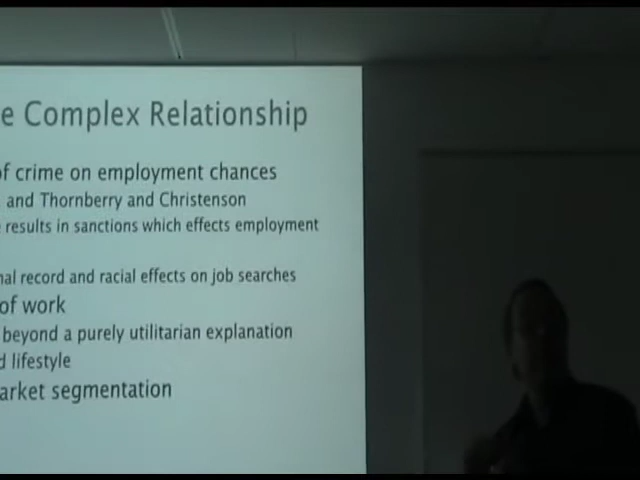 e Complex Relationship
of crime on employment chances
and Thornberry and Christenson
results in sanctions which effects employment
nal record and racial effects on job searches
of work
beyond a purely utilitarian explanation
d lifestyle
arket segmentation